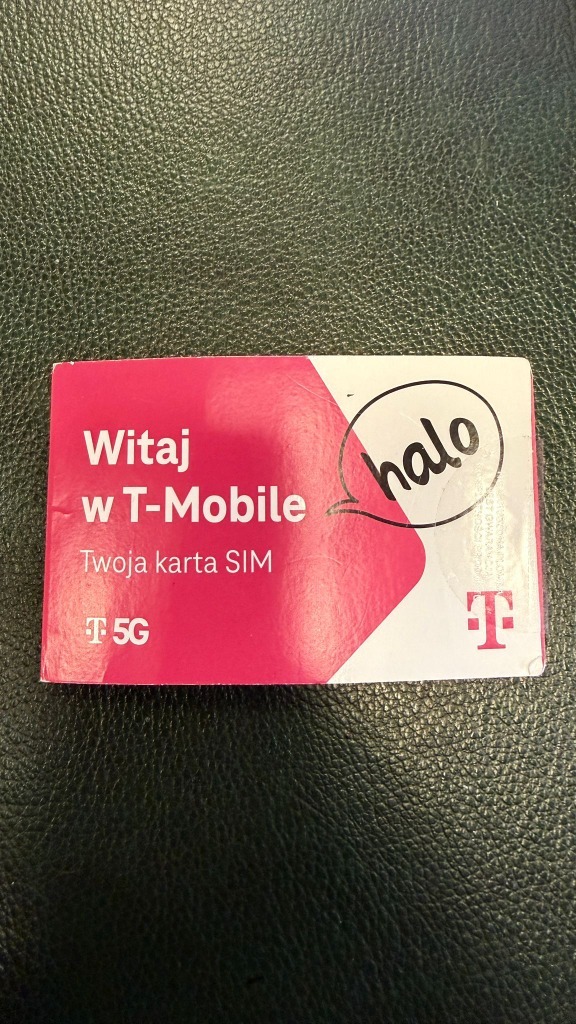 Witaj
w T-Mobile
halo
Twoja karta SIM
T 5G
T